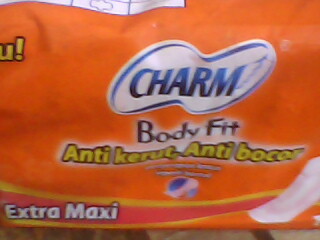 u!
CHARM
Body Fit
Anti kerut, Anti bocor
Extra Maxi